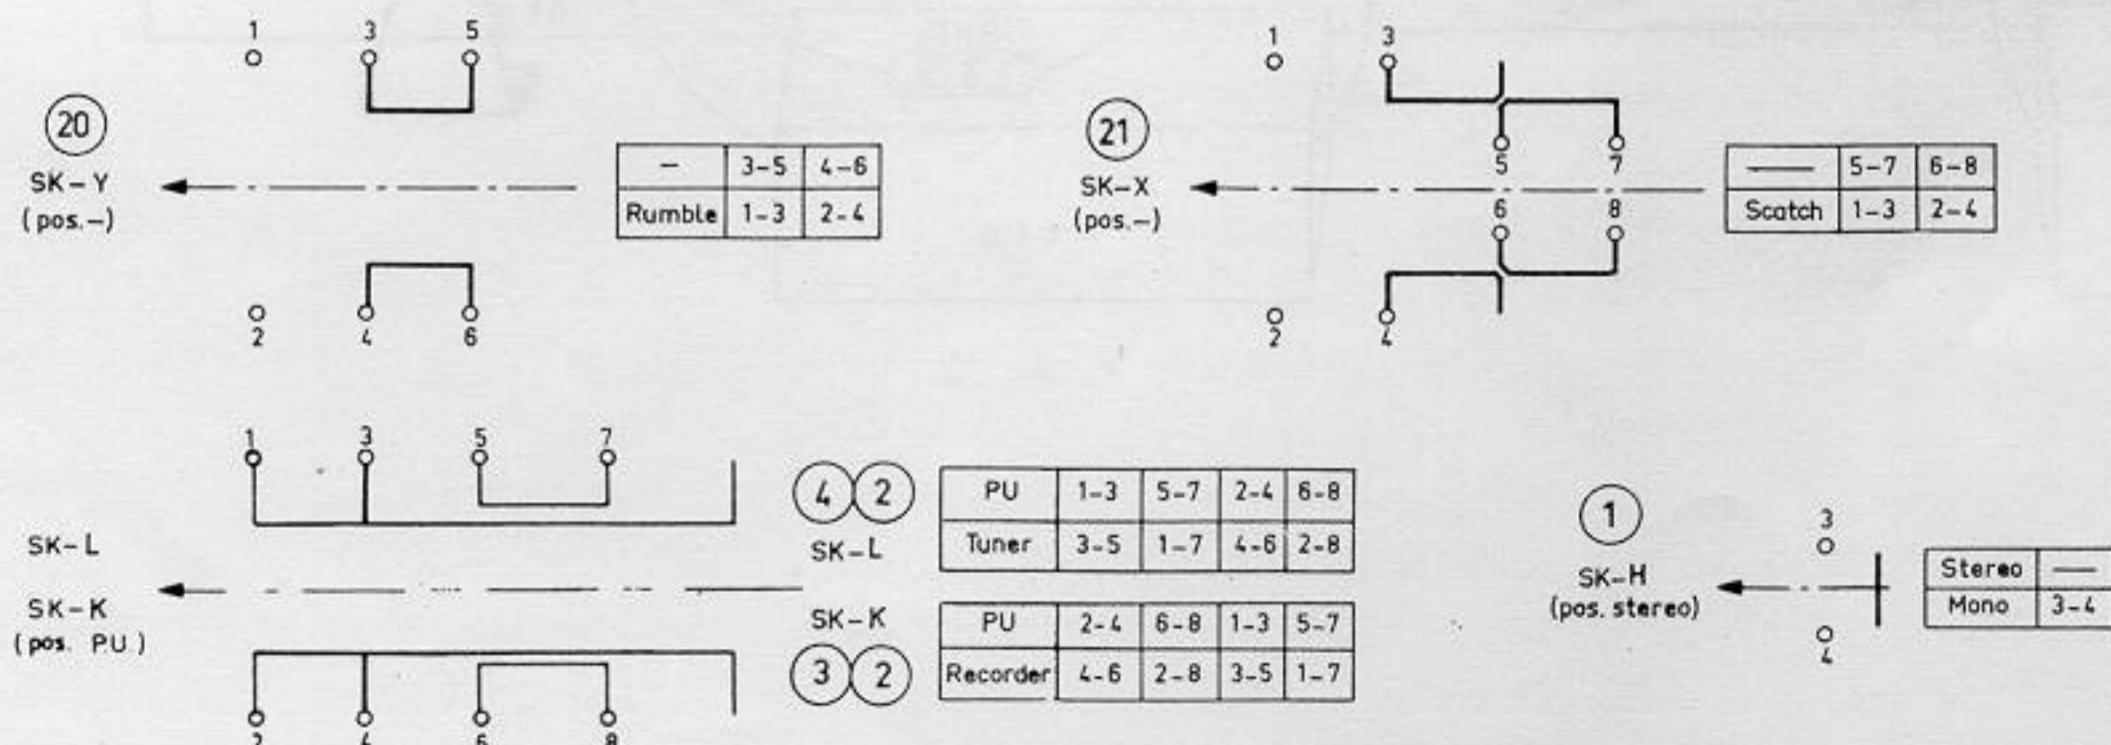 1 3 5
20
SK-Y
(pos.-)
2 4 6
- 3-5 4-6
Rumble 1-3 2-4
1 3
21
SK-X
(pos.-)
5 7
6 8
2 4
— 5-7 6-8
Scatch 1-3 2-4
1 3 5 7
SK-L
SK-K
(pos. PU)
2 4 6 8
4 2
SK-L
PU 1-3 5-7 2-4 6-8
Tuner 3-5 1-7 4-6 2-8
SK-K
3 2
PU 2-4 6-8 1-3 5-7
Recorder 4-6 2-8 3-5 1-7
1
SK-H
(pos. stereo)
3
4
Stereo —
Mono 3-4